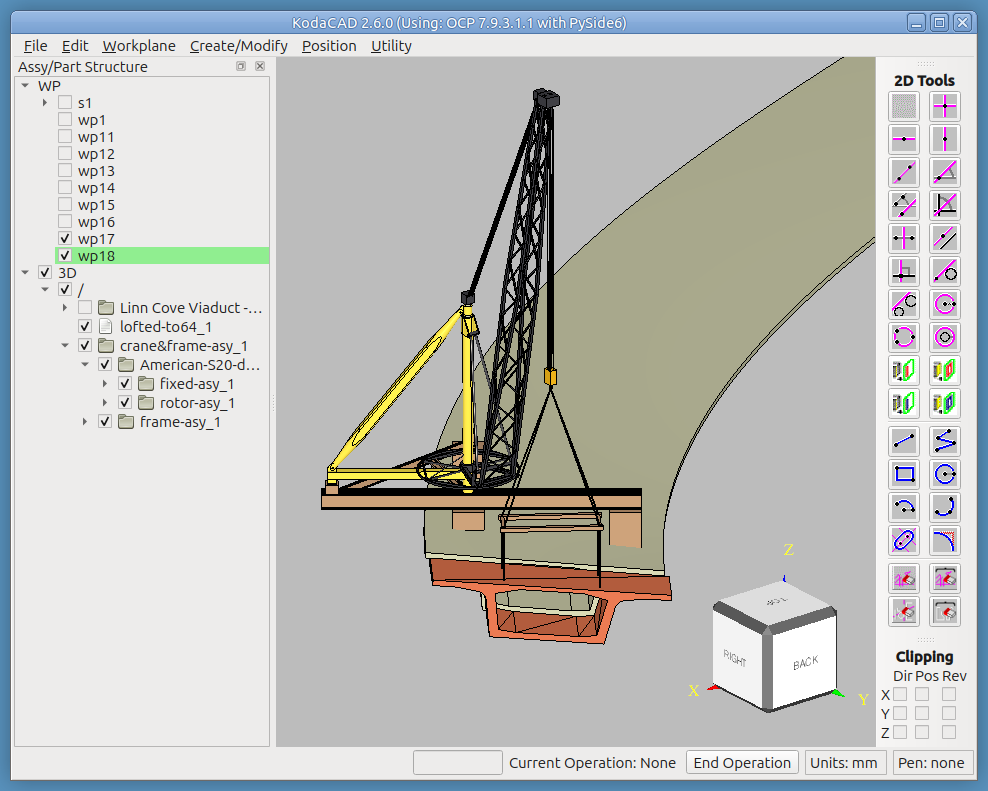 KodaCAD 2.6.0 (Using: OCP 7.9.3.1.1 with PySide6)
File Edit Workplane Create/Modify Position Utility
Assy/Part Structure
WP
s1
wp1
wp11
wp12
wp13
wp14
wp15
wp16
wp17
wp18
3D
/
Linn Cove Viaduct -...
lofted-to64_1
crane&frame-asy_1
American-S20-d...
fixed-asy_1
rotor-asy_1
frame-asy_1
2D Tools
Z
TOP
RIGHT
BACK
X
Y
Clipping
Dir Pos Rev
X
Y
Z
Current Operation: None End Operation Units: mm Pen: none